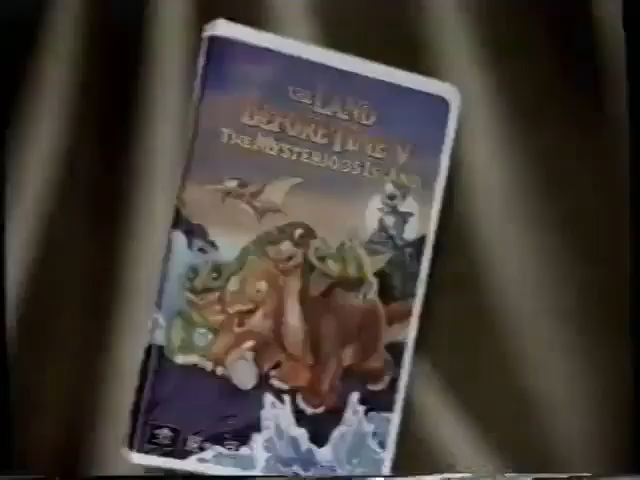 THE LAND
BEFORE TIME V
THE MYSTERIOUS ISLAND